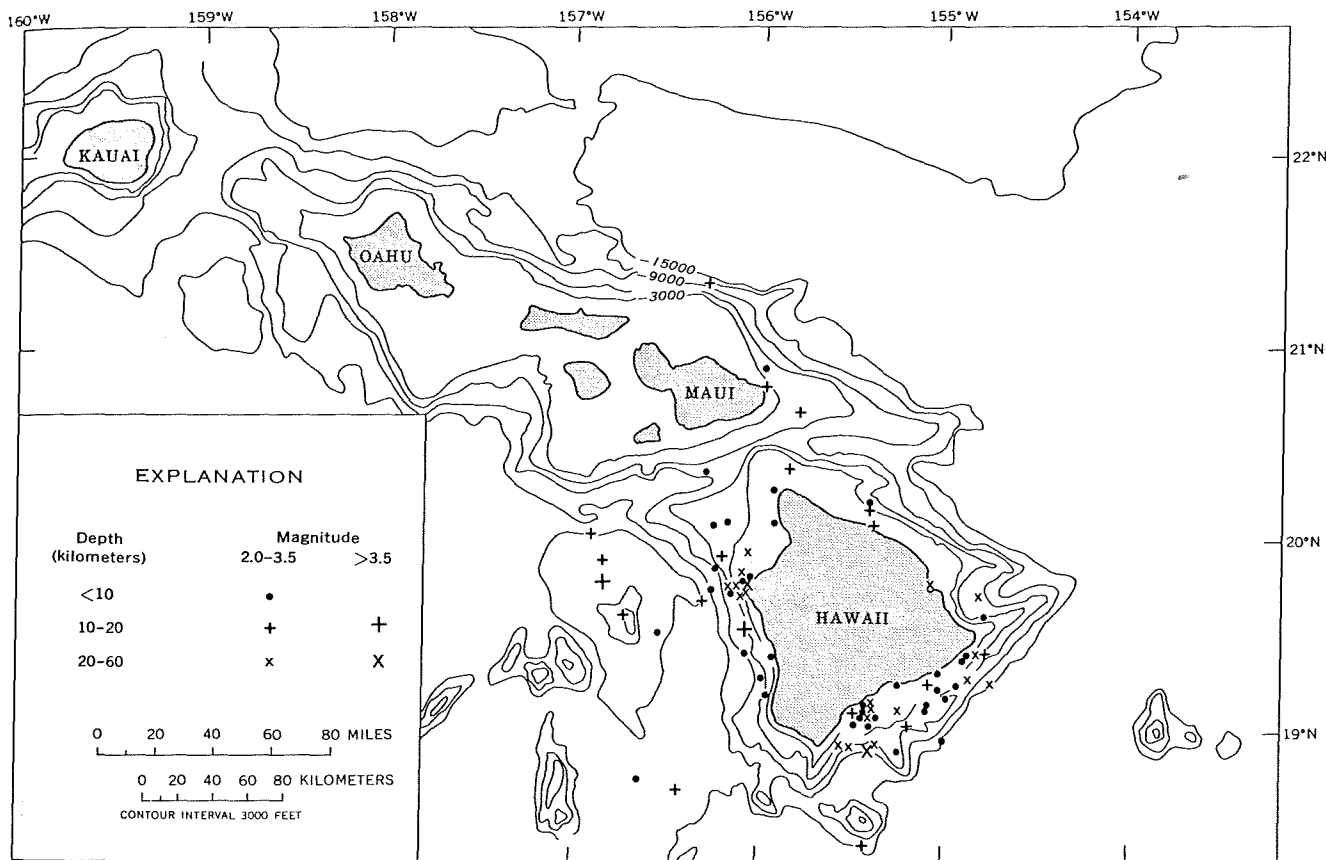 160°W 159°W 158°W 157°W 156°W 155°W 154°W
KAUAI
22°N
OAHU
15000
9000
3000
21°N
MAUI
EXPLANATION
Depth Magnitude
(kilometers) 2.0–3.5 >3.5
<10
10–20
20–60
20°N
HAWAII
19°N
0 20 40 60 80 MILES
0 20 40 60 80 KILOMETERS
CONTOUR INTERVAL 3000 FEET